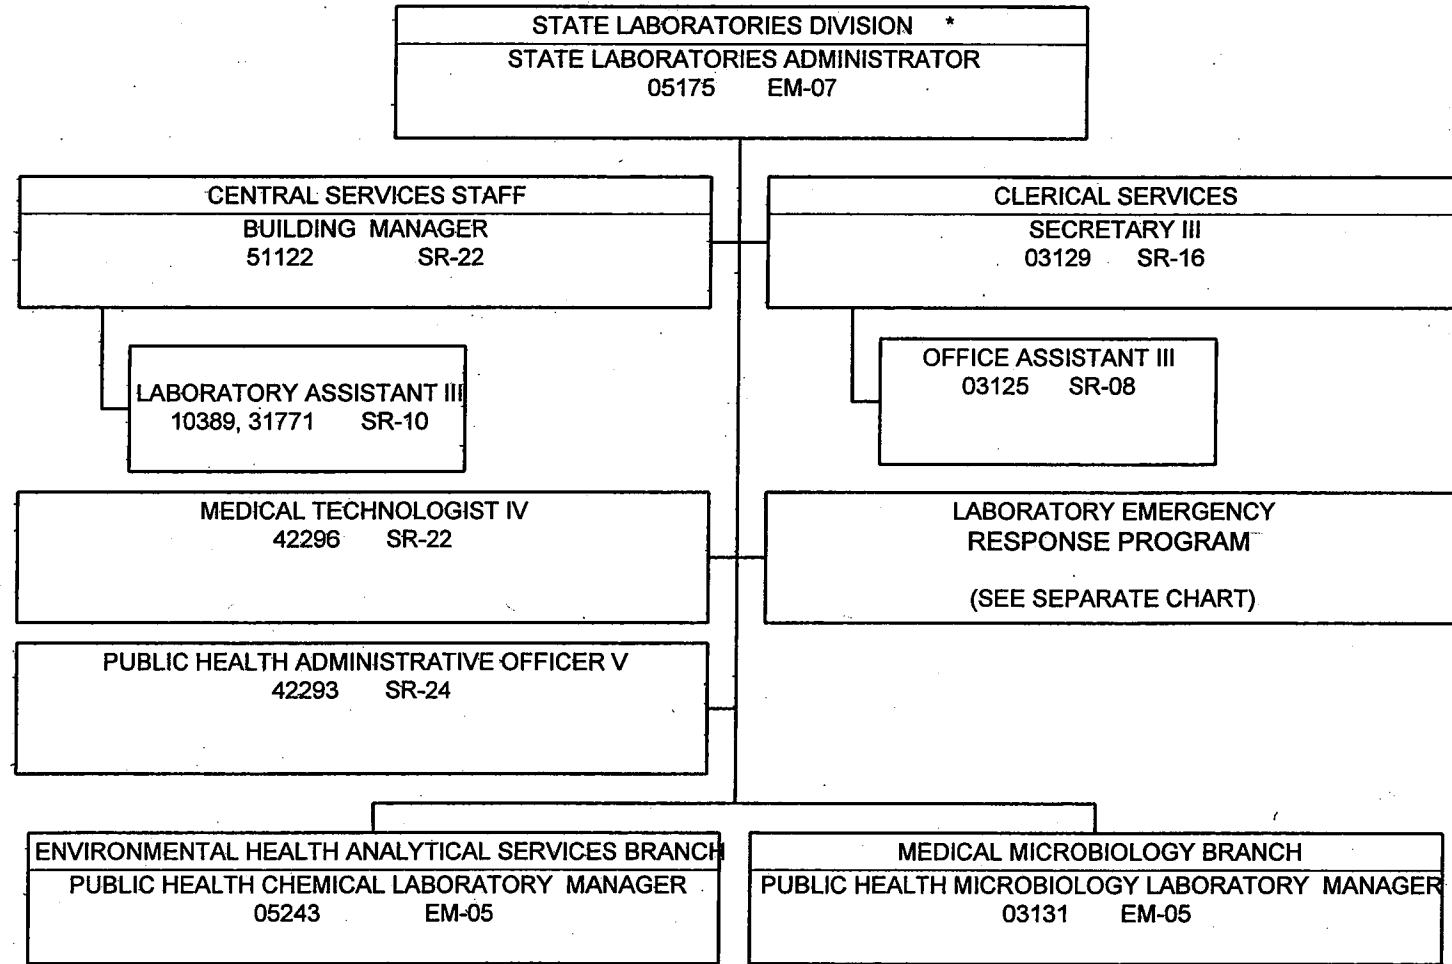 STATE LABORATORIES DIVISION *
STATE LABORATORIES ADMINISTRATOR
05175 EM-07
CENTRAL SERVICES STAFF
BUILDING MANAGER
51122 SR-22
CLERICAL SERVICES
SECRETARY III
03129 SR-16
LABORATORY ASSISTANT III
10389, 31771 SR-10
OFFICE ASSISTANT III
03125 SR-08
MEDICAL TECHNOLOGIST IV
42296 SR-22
LABORATORY EMERGENCY
RESPONSE PROGRAM
(SEE SEPARATE CHART)
PUBLIC HEALTH ADMINISTRATIVE OFFICER V
42293 SR-24
ENVIRONMENTAL HEALTH ANALYTICAL SERVICES BRANCH
PUBLIC HEALTH CHEMICAL LABORATORY MANAGER
05243 EM-05
MEDICAL MICROBIOLOGY BRANCH
PUBLIC HEALTH MICROBIOLOGY LABORATORY MANAGER
03131 EM-05